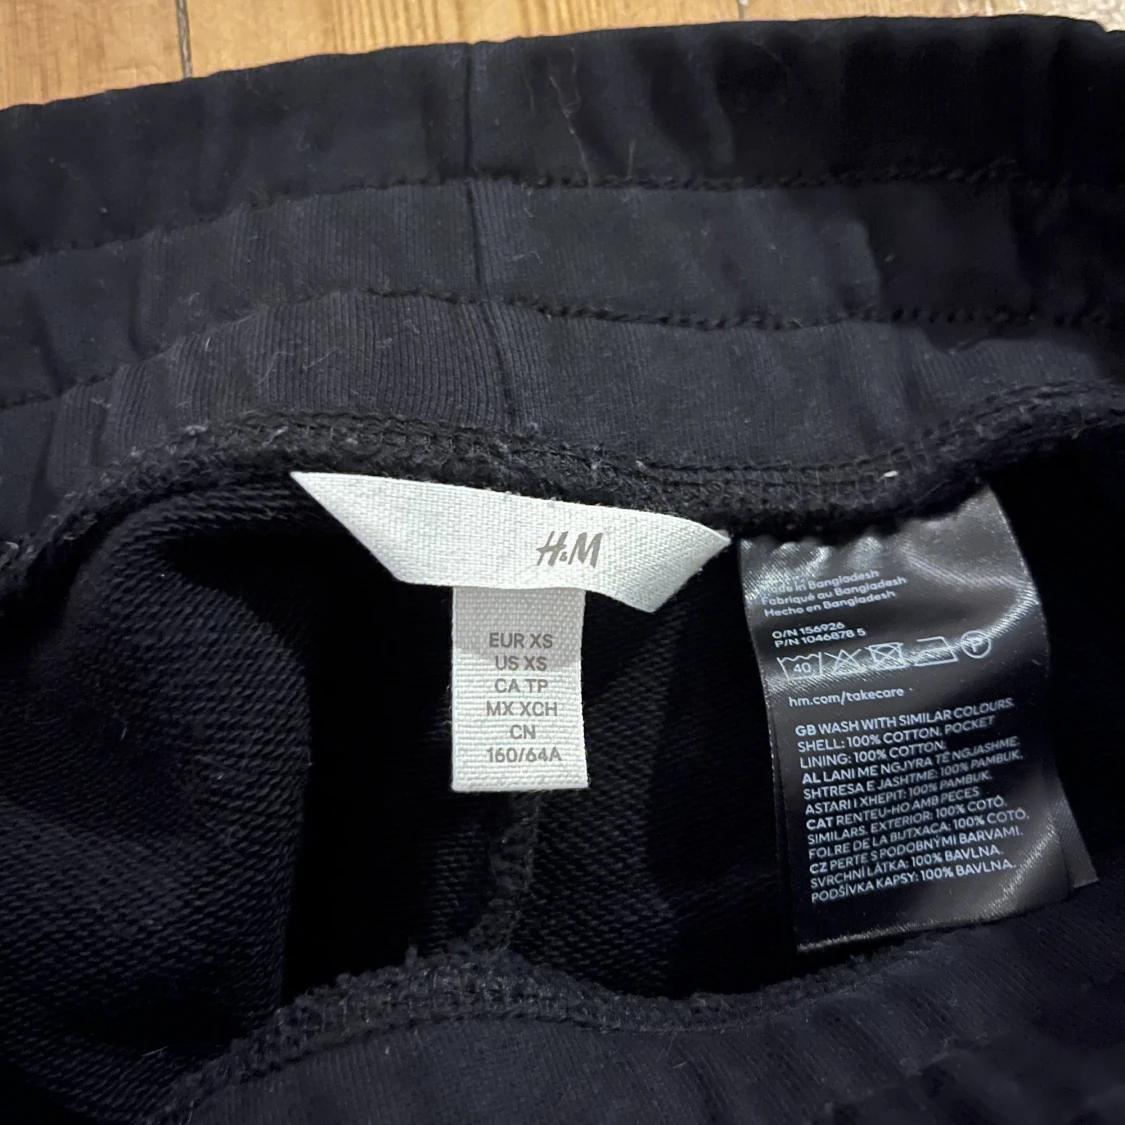 H&M
EUR XS
US XS
CA TP
MX XCH
CN
160/64A
Made in Bangladesh
Fabriqué au Bangladesh
Hecho en Bangladesh
O/N 156926
P/N 1046878 5
40
P
hm.com/takecare
GB WASH WITH SIMILAR COLOURS.
SHELL: 100% COTTON. POCKET
LINING: 100% COTTON.
AL LANI ME NGJYRA TË NGJASHME.
SHTRESA E JASHTME: 100% PAMBUK.
ASTARI I XHEPIT: 100% PAMBUK.
CAT RENTEU-HO AMB PECES
SIMILARS. EXTERIOR: 100% COTÓ.
FOLRE DE LA BUTXACA: 100% COTÓ.
CZ PERTE S PODOBNÝMI BARVAMI.
SVRCHNÍ LÁTKA: 100% BAVLNA.
PODŠÍVKA KAPSY: 100% BAVLNA.